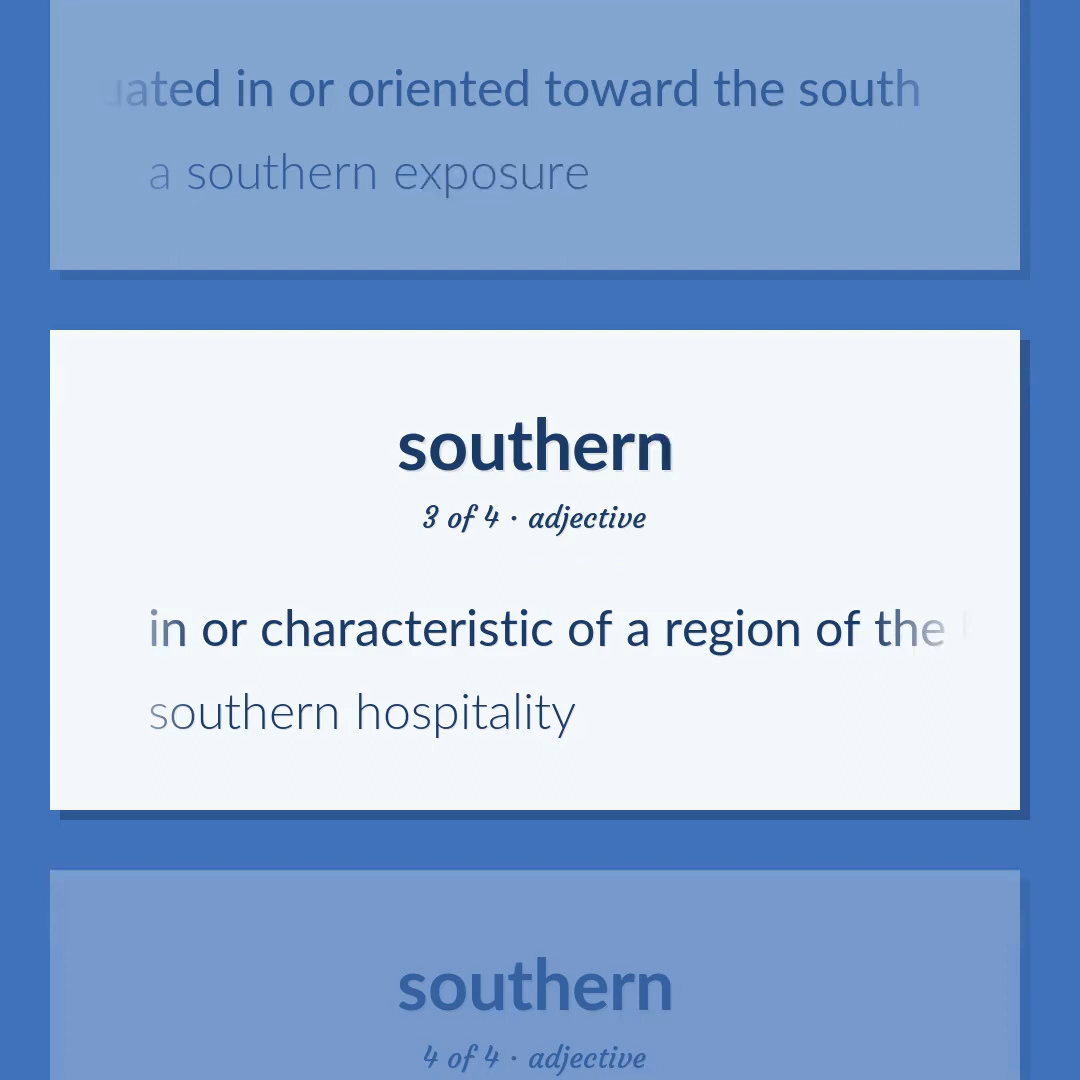 in or oriented toward the south
a southern exposure
southern
3 of 4 · adjective
in or characteristic of a region of the
southern hospitality
southern
4 of 4 · adjective